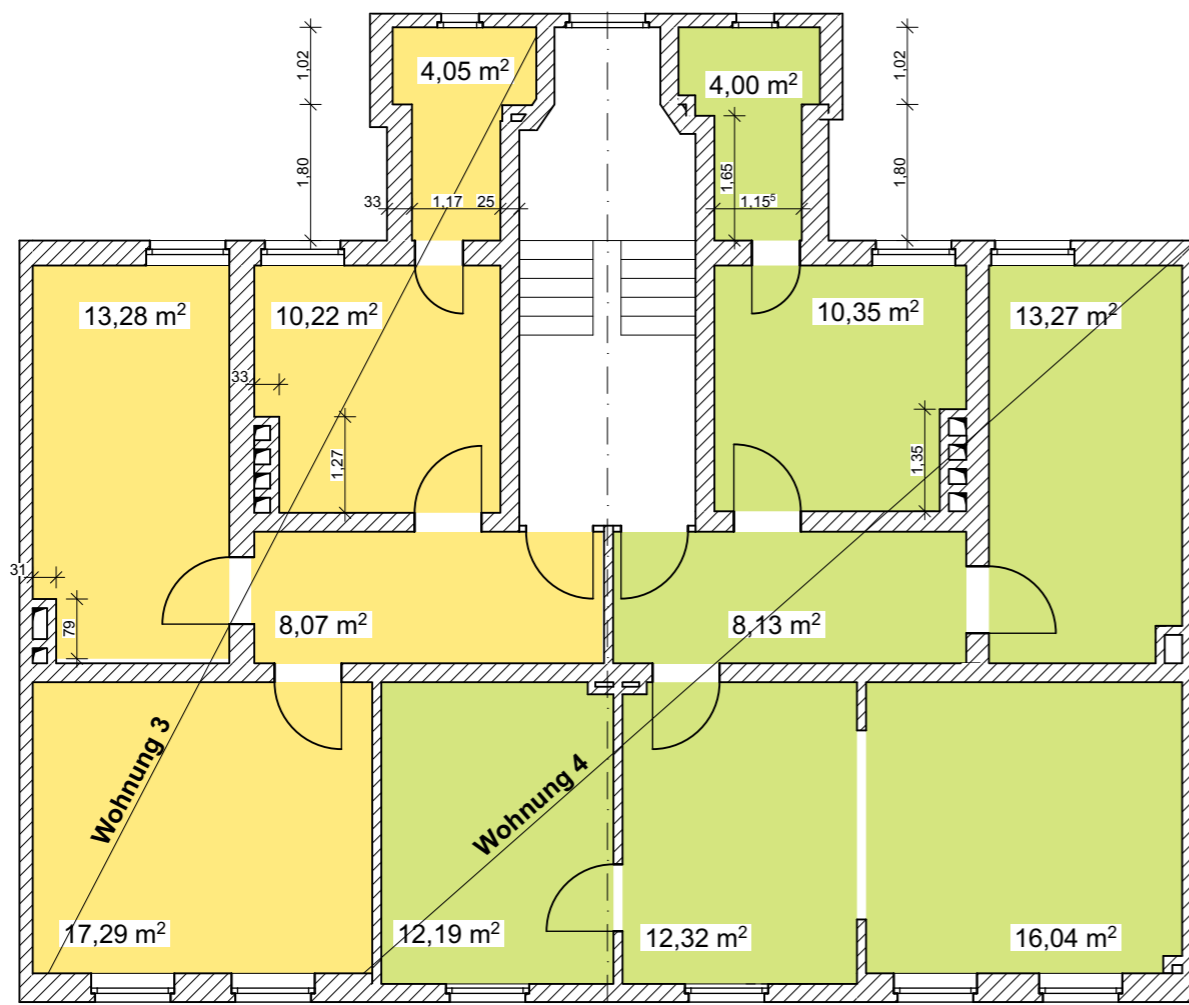 4,05 m²
4,00 m²
1,02
1,02
1,80
1,65
1,80
33
1,17
25
1,15⁵
13,28 m²
10,22 m²
10,35 m²
13,27 m²
33
1,27
1,35
31
79
8,07 m²
8,13 m²
Wohnung 3
Wohnung 4
17,29 m²
12,19 m²
12,32 m²
16,04 m²